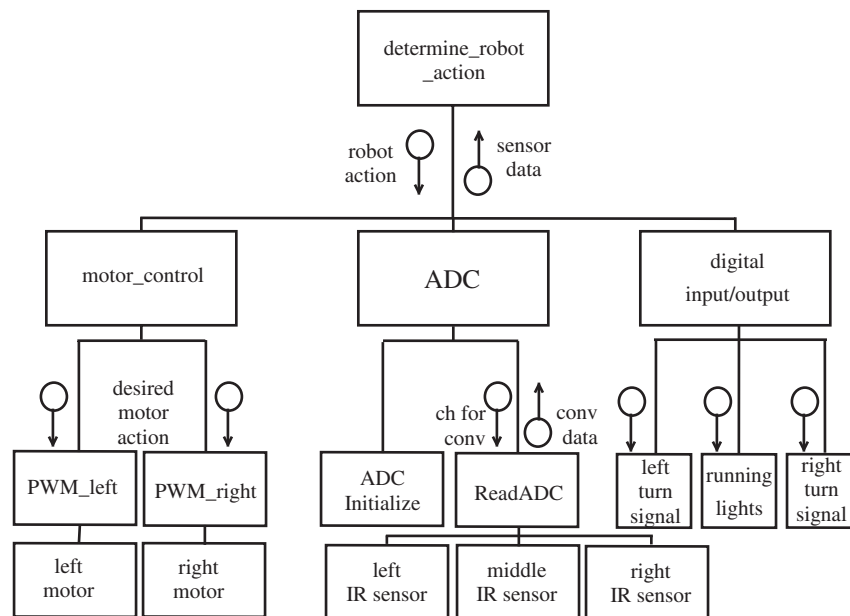 determine_robot
_action
robot
action
sensor
data
motor_control
ADC
digital
input/output
desired
motor
action
ch for
conv
conv
data
PWM_left
PWM_right
ADC
Initialize
ReadADC
left
turn
signal
running
lights
right
turn
signal
left
motor
right
motor
left
IR sensor
middle
IR sensor
right
IR sensor